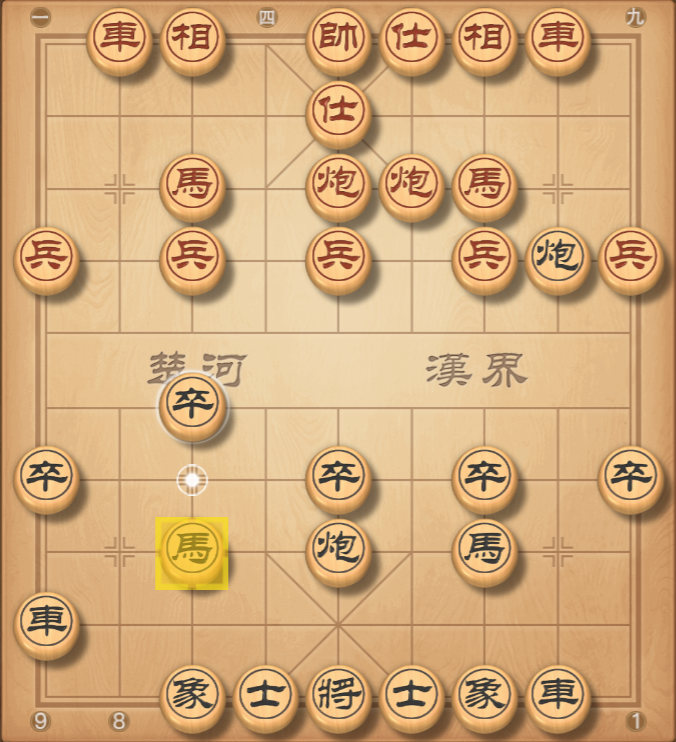 一 四 九
車 相 帥 仕 相 車
仕
馬 炮 炮 馬
兵 兵 兵 兵 炮 兵
楚河 漢界
卒
卒 卒 卒 卒
馬 炮 馬
車
象 士 將 士 象 車
9 8 1